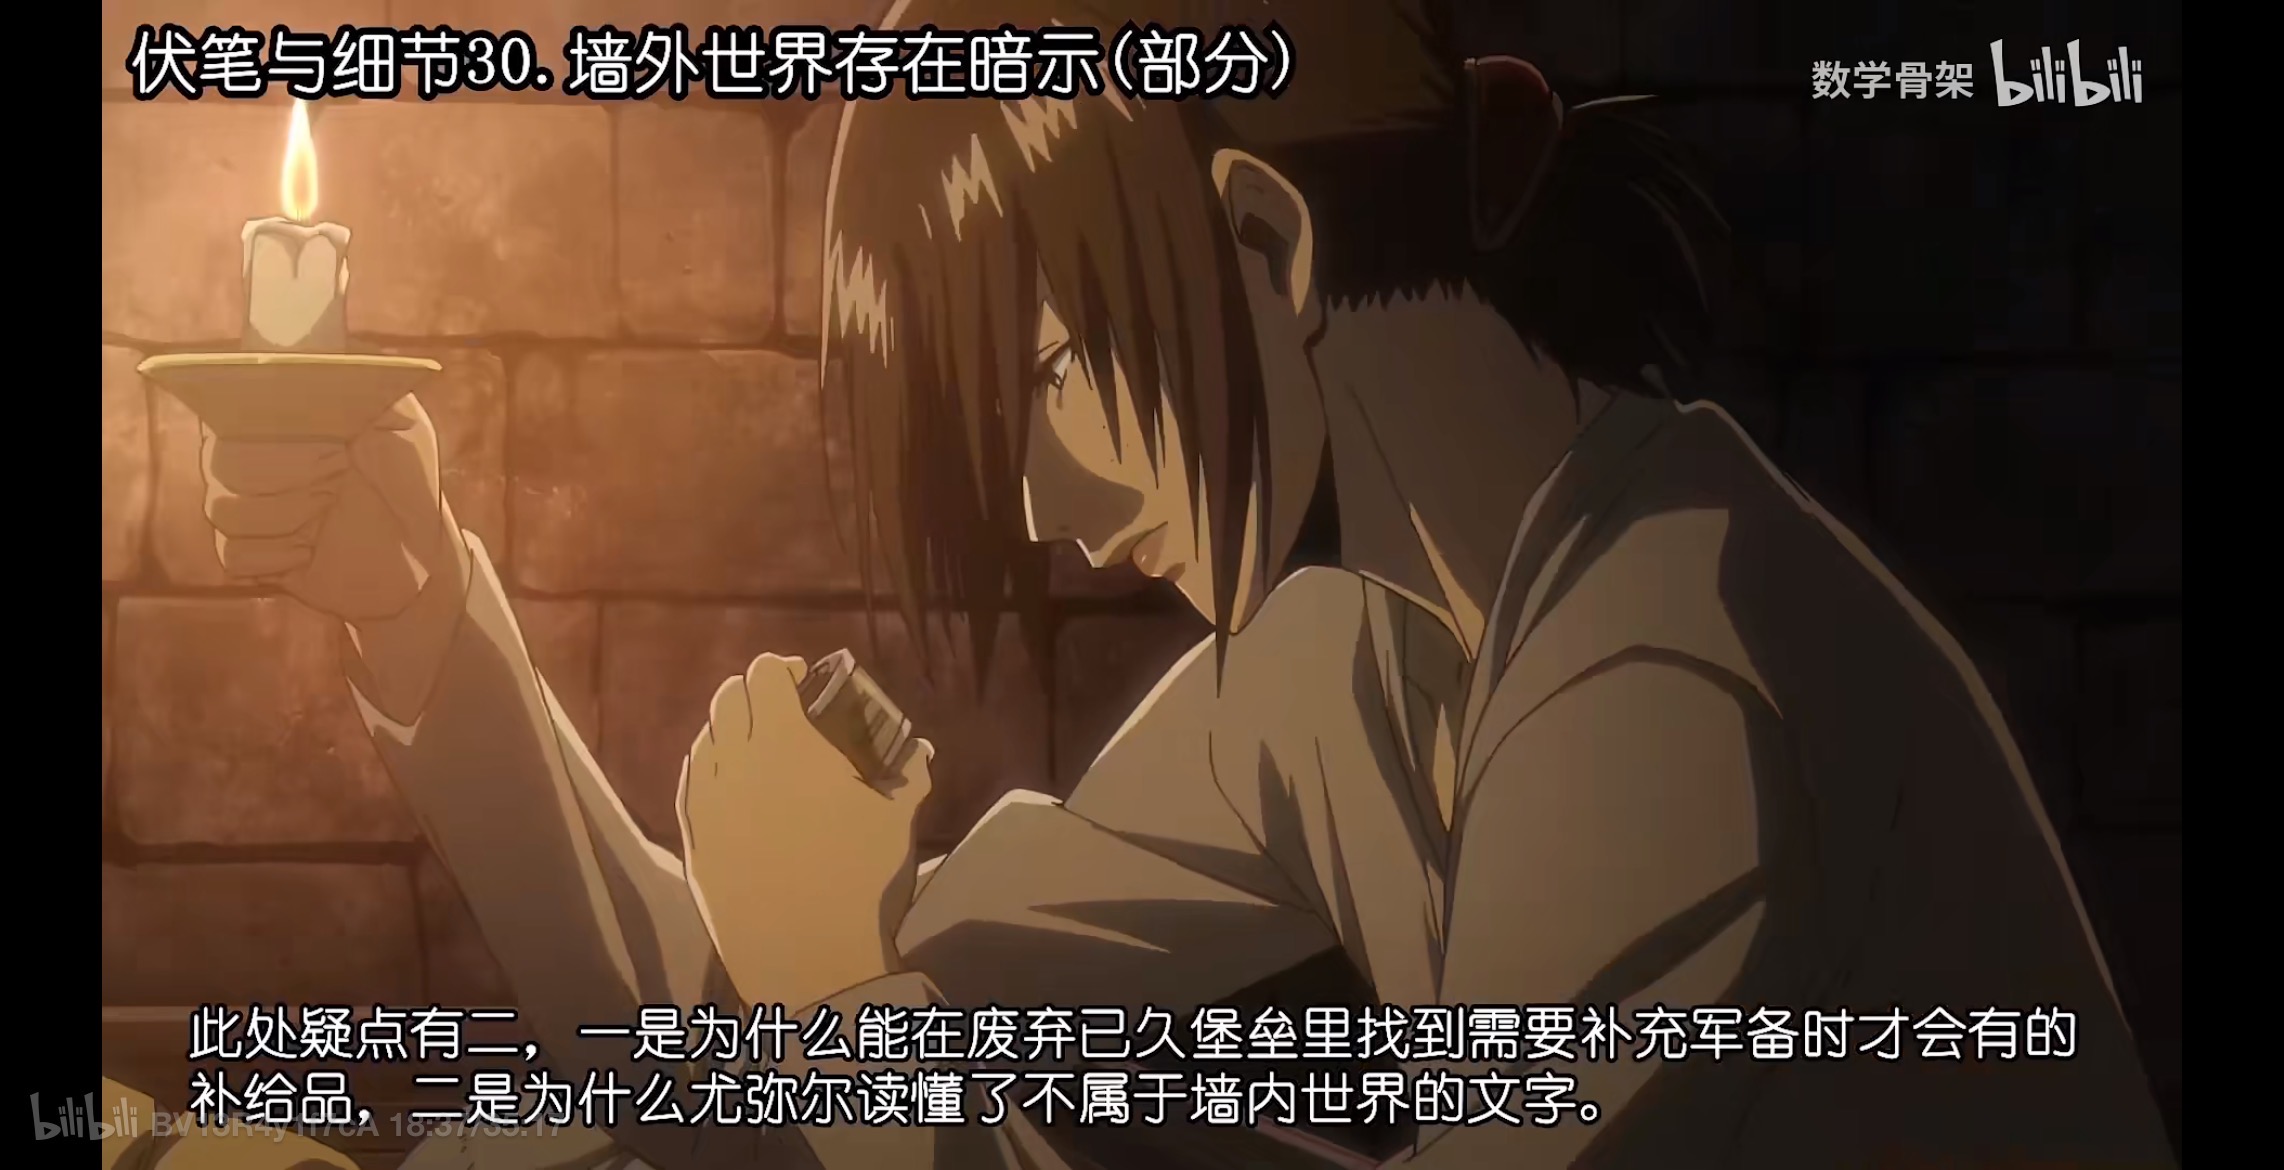 伏笔与细节30.墙外世界存在暗示(部分)
数学骨架 bilibili
此处疑点有二，一是为什么能在废弃已久堡垒里找到需要补充军备时才会有的
补给品，二是为什么尤弥尔读懂了不属于墙内世界的文字。
bilibili